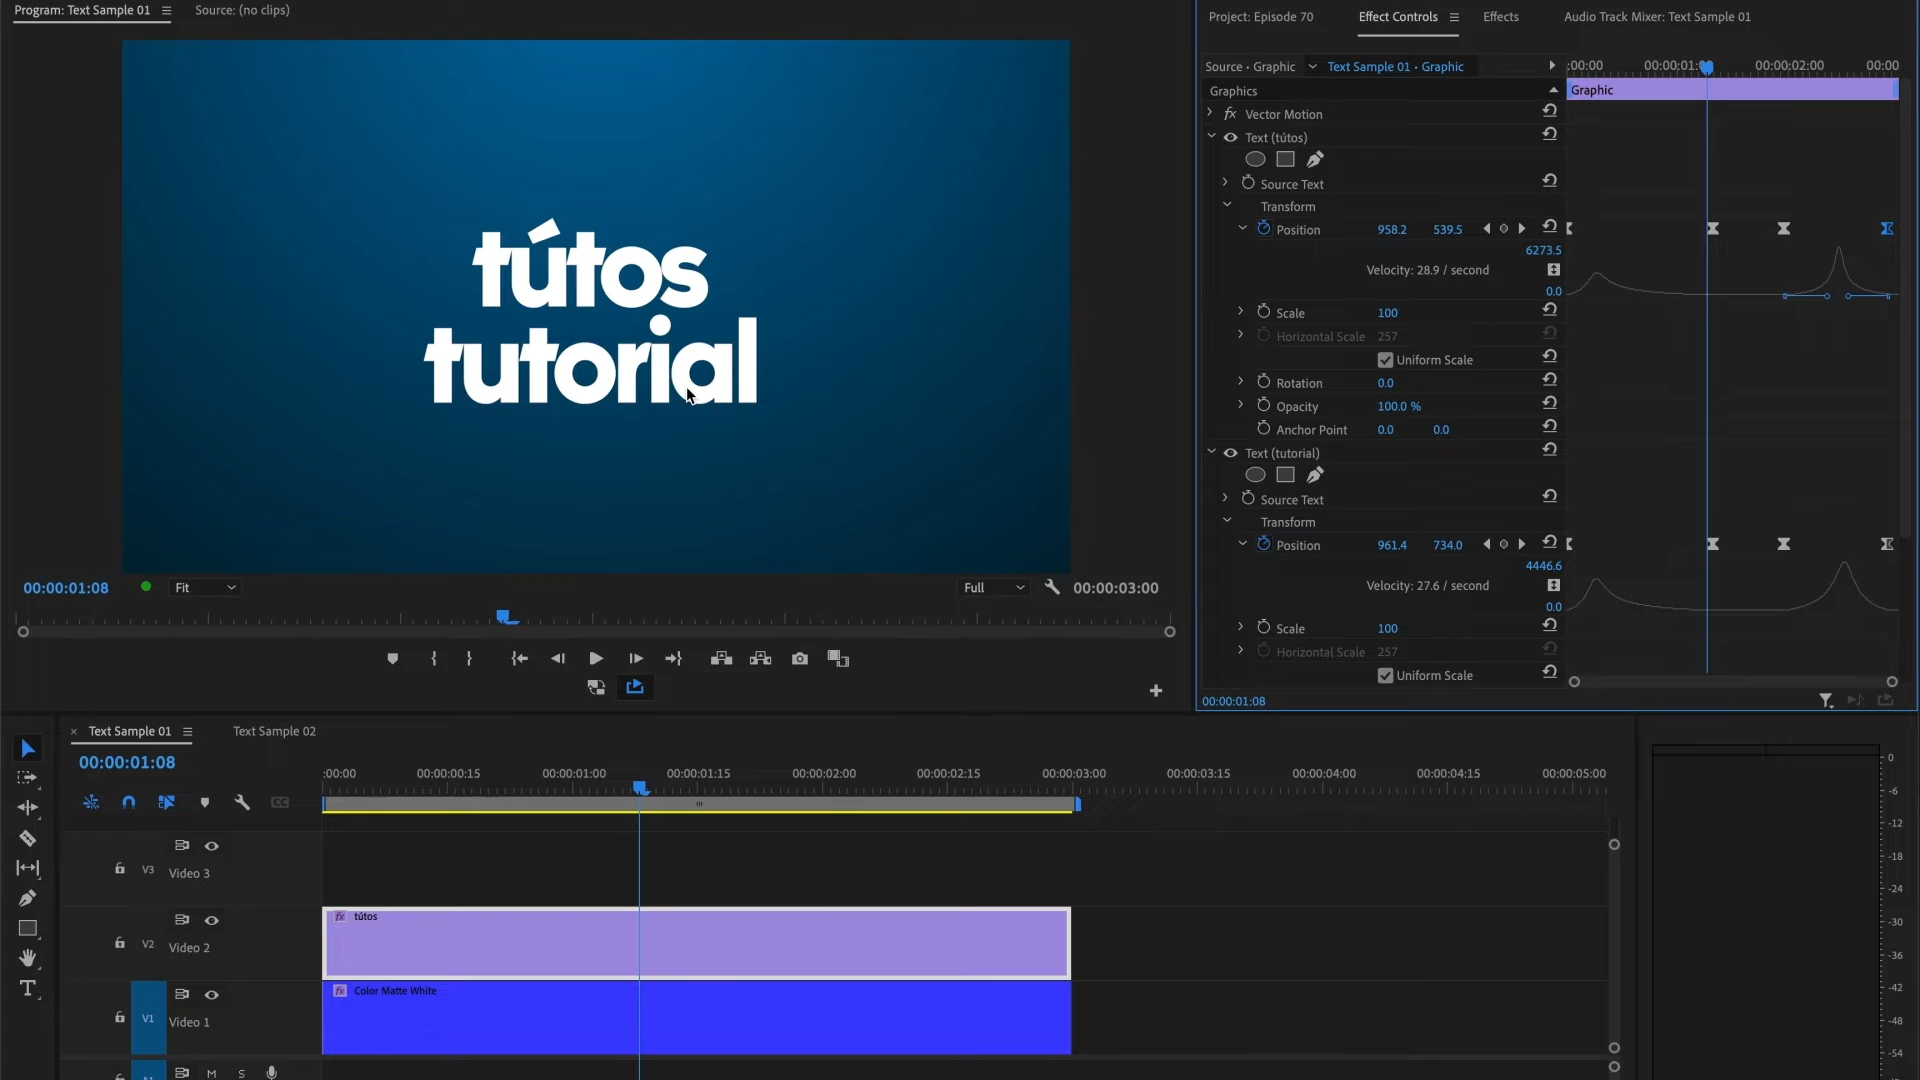 Program: Text Sample 01 Source: (no clips)
Project: Episode 70 Effect Controls Effects Audio Track Mixer: Text Sample 01
Source • Graphic Text Sample 01 • Graphic :00:00 00:00:01:00 00:00:02:00 00:00
Graphics Graphic
fx Vector Motion
Text (tútos)
Source Text
Transform
Position 958.2 539.5
6273.5
Velocity: 28.9 / second
0.0
Scale 100
Horizontal Scale 257
Uniform Scale
Rotation 0.0
Opacity 100.0 %
Anchor Point 0.0 0.0
Text (tutorial)
Source Text
Transform
Position 961.4 734.0
4446.6
Velocity: 27.6 / second
0.0
Scale 100
Horizontal Scale 257
Uniform Scale
00:00:01:08
tútos
tutorial
00:00:01:08 Fit Full 00:00:03:00
Text Sample 01 Text Sample 02
00:00:01:08
:00:00 00:00:00:15 00:00:01:00 00:00:01:15 00:00:02:00 00:00:02:15 00:00:03:00 00:00:03:15 00:00:04:00 00:00:04:15 00:00:05:00
CC
V3 Video 3
fx tútos
V2 Video 2
fx Color Matte White
V1 Video 1
A1 M S
T
0
-6
-12
-18
-24
-30
-36
-42
-48
-54